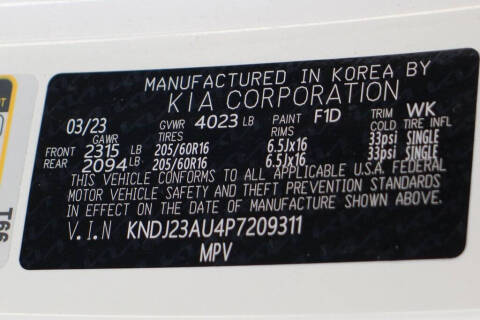 MANUFACTURED IN KOREA BY
KIA CORPORATION
03/23 GVWR 4023 LB PAINT F1D TRIM WK
GAWR TIRES RIMS COLD TIRE INFL
FRONT 2315 LB 205/60R16 6.5Jx16 33psi SINGLE
REAR 2094 LB 205/60R16 6.5Jx16 33psi SINGLE
THIS VEHICLE CONFORMS TO ALL APPLICABLE U.S.A. FEDERAL
MOTOR VEHICLE SAFETY AND THEFT PREVENTION STANDARDS
IN EFFECT ON THE DATE OF MANUFACTURE SHOWN ABOVE.
V.I.N KNDJ23AU4P7209311
MPV